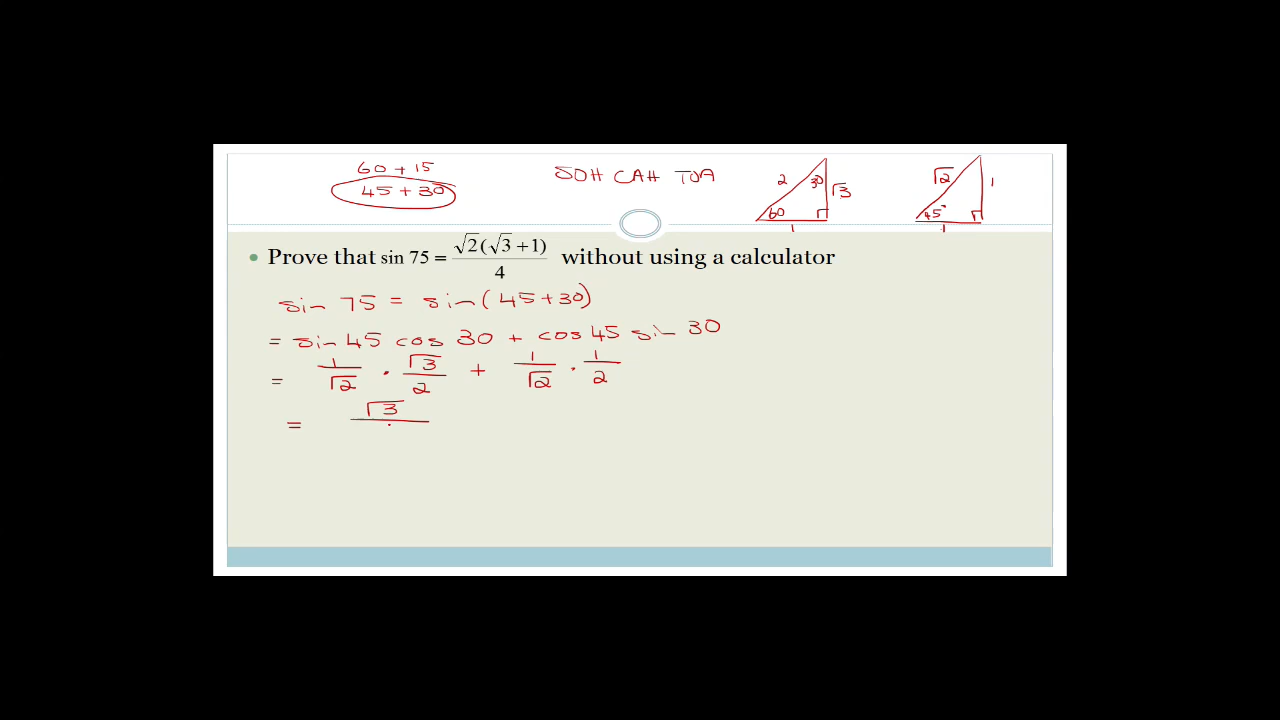 60 + 15
45 + 30
SOH CAH TOA
2 30 √3 60 1
√2 1 45° 1
• Prove that sin 75 = √2(√3+1)/4 without using a calculator
sin 75 = sin(45+30)
= sin 45 cos 30 + cos 45 sin 30
= 1/√2 · √3/2 + 1/√2 · 1/2
= √3